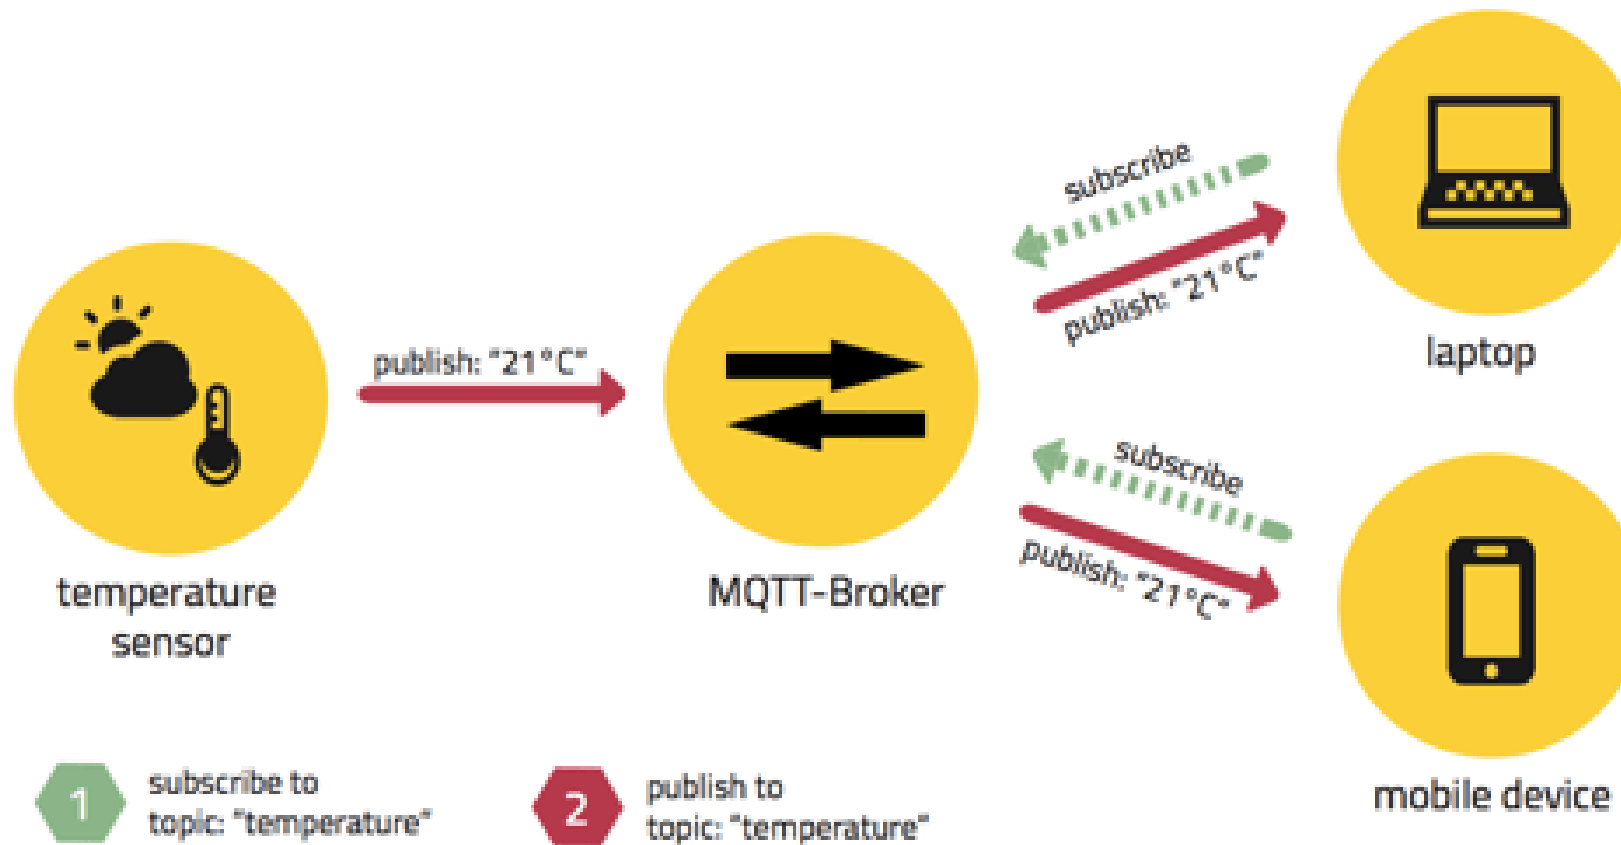 subscribe
publish: "21°C"
laptop
publish: "21°C"
temperature
sensor
MQTT-Broker
subscribe
publish: "21°C"
mobile device
1
subscribe to
topic: "temperature"
2
publish to
topic: "temperature"